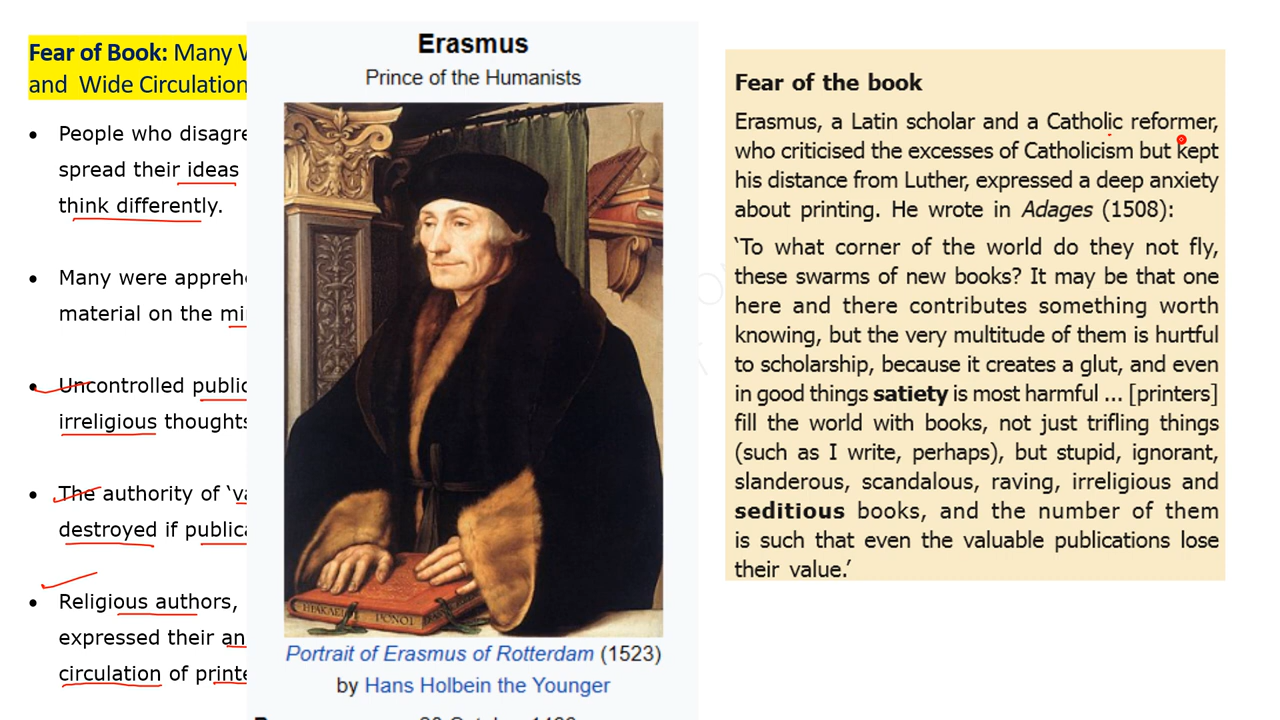 Fear of Book: Many
and Wide Circulation
People who
spread their ideas
think differently.
Many were
material on the
Uncontrolled
irreligious thoughts
The authority of
destroyed if
Religious authors,
expressed their
circulation of
Erasmus
Prince of the Humanists
Portrait of Erasmus of Rotterdam (1523)
by Hans Holbein the Younger
Fear of the book
Erasmus, a Latin scholar and a Catholic reformer,
who criticised the excesses of Catholicism but kept
his distance from Luther, expressed a deep anxiety
about printing. He wrote in Adages (1508):
‘To what corner of the world do they not fly,
these swarms of new books? It may be that one
here and there contributes something worth
knowing, but the very multitude of them is hurtful
to scholarship, because it creates a glut, and even
in good things satiety is most harmful ... [printers]
fill the world with books, not just trifling things
(such as I write, perhaps), but stupid, ignorant,
slanderous, scandalous, raving, irreligious and
seditious books, and the number of them
is such that even the valuable publications lose
their value.’